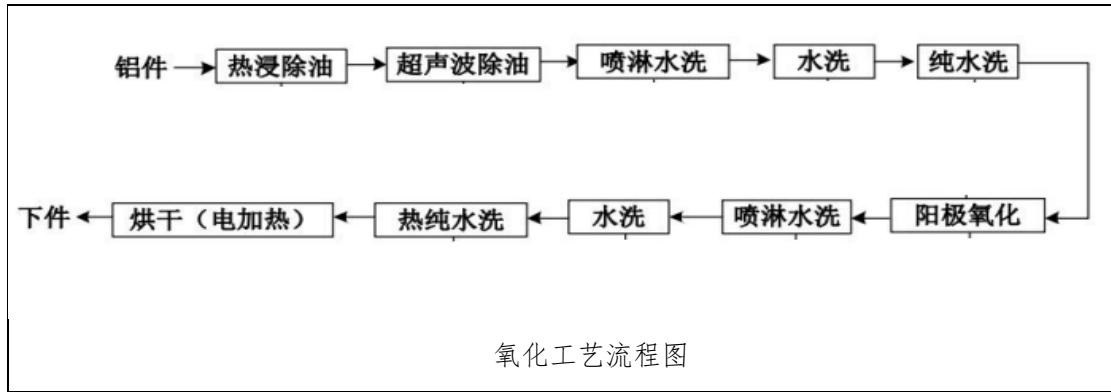 铝件 热浸除油 超声波除油 喷淋水洗 水洗 纯水洗
下件 烘干（电加热） 热纯水洗 水洗 喷淋水洗 阳极氧化
氧化工艺流程图